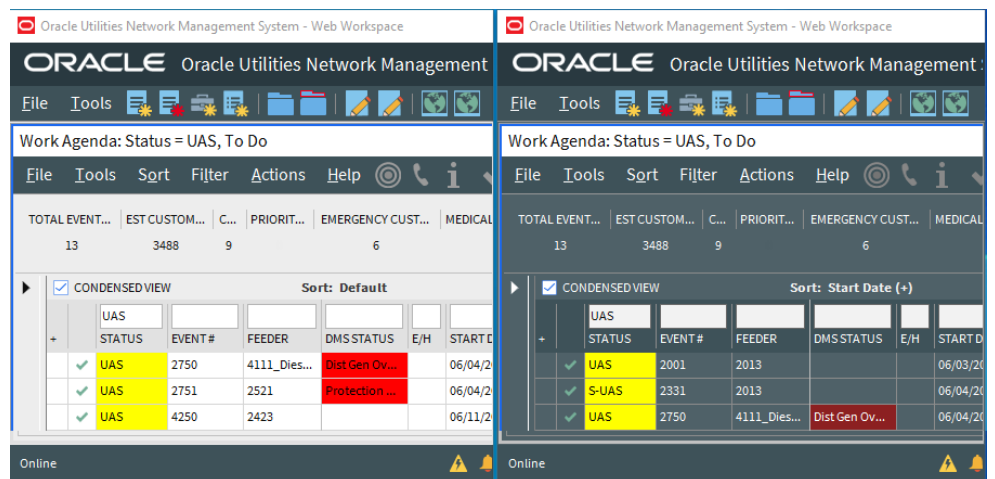 Oracle Utilities Network Management System - Web Workspace
ORACLE Oracle Utilities Network Management
File Tools
Work Agenda: Status = UAS, To Do
File Tools Sort Filter Actions Help
TOTAL EVENT... EST CUSTOM... C... PRIORIT... EMERGENCY CUST... MEDICAL
13 3488 9 6
CONDENSED VIEW Sort: Default
UAS
+ STATUS EVENT # FEEDER DMS STATUS E/H START D
UAS 2750 4111_Dies... Dist Gen Ov... 06/04/2
UAS 2751 2521 Protection ... 06/04/2
UAS 4250 2423 06/11/2
Online
Oracle Utilities Network Management System - Web Workspace
ORACLE Oracle Utilities Network Management S
File Tools
Work Agenda: Status = UAS, To Do
File Tools Sort Filter Actions Help
TOTAL EVENT... EST CUSTOM... C... PRIORIT... EMERGENCY CUST... MEDICAL
13 3488 9 6
CONDENSED VIEW Sort: Start Date (+)
UAS
+ STATUS EVENT # FEEDER DMS STATUS E/H START D
UAS 2001 2013 06/03/20
S-UAS 2331 2013 06/04/20
UAS 2750 4111_Dies... Dist Gen Ov... 06/04/20
Online